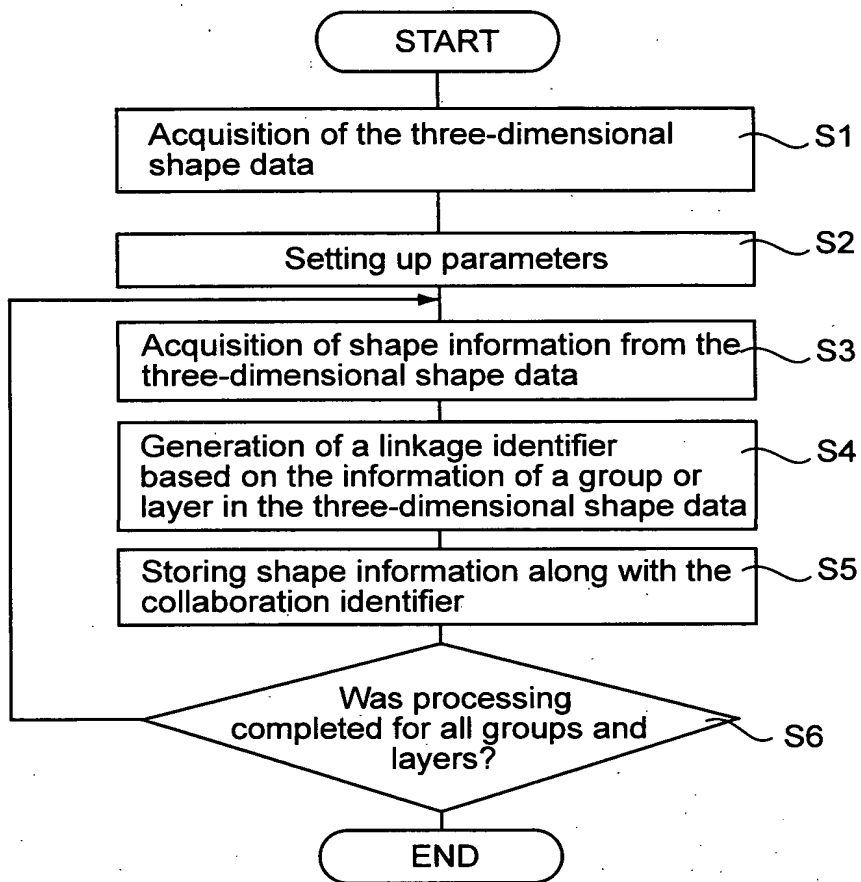 START
Acquisition of the three-dimensional
shape data
S1
Setting up parameters
S2
Acquisition of shape information from the
three-dimensional shape data
S3
Generation of a linkage identifier
based on the information of a group or
layer in the three-dimensional shape data
S4
Storing shape information along with the
collaboration identifier
S5
Was processing
completed for all groups and
layers?
S6
END